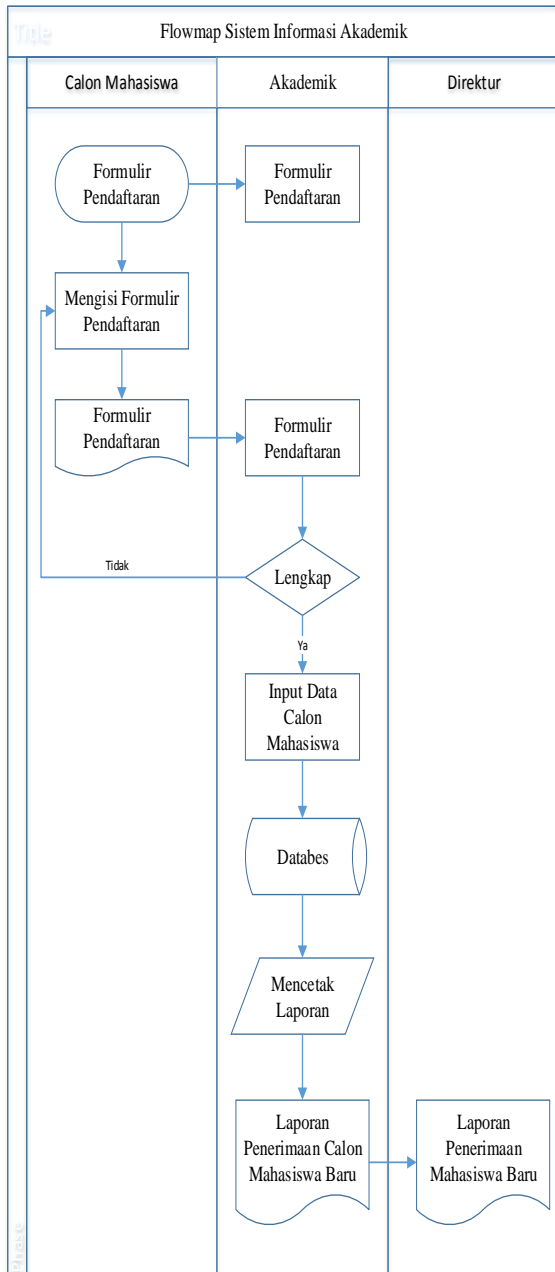 Title
Flowmap Sistem Informasi Akademik
Calon Mahasiswa
Akademik
Direktur
Formulir
Pendaftaran
Formulir
Pendaftaran
Mengisi Formulir
Pendaftaran
Formulir
Pendaftaran
Formulir
Pendaftaran
Lengkap
Tidak
Ya
Input Data
Calon
Mahasiswa
Databes
Mencetak
Laporan
Laporan
Penerimaan Calon
Mahasiswa Baru
Laporan
Penerimaan
Mahasiswa Baru
Phase